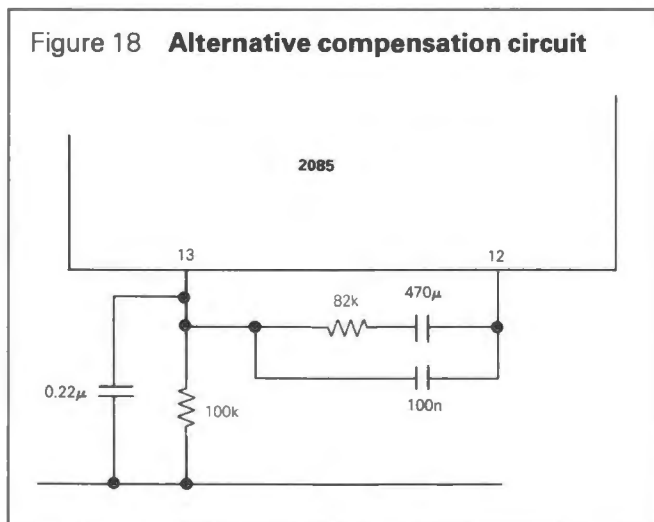 Figure 18 Alternative compensation circuit
2085
13
12
82k
470μ
0.22μ
100k
100n